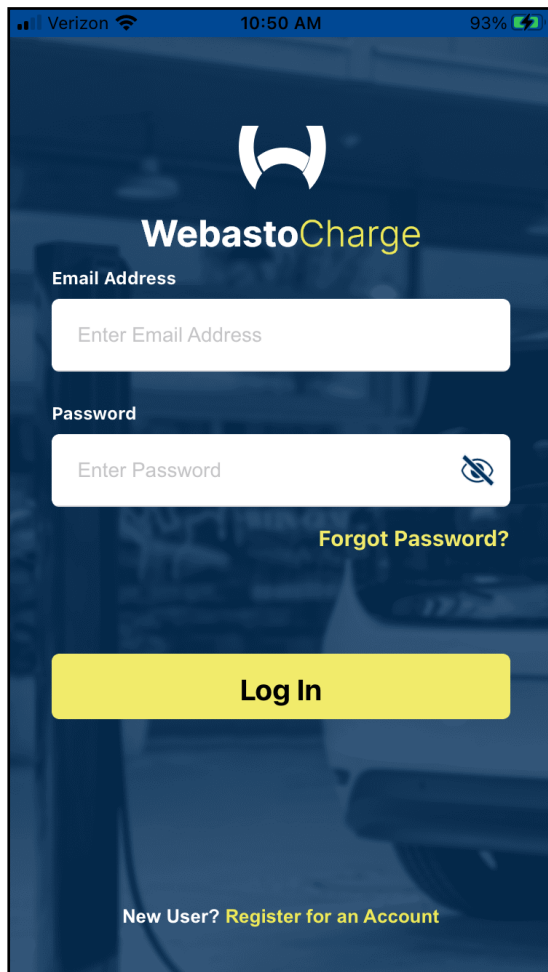 Verizon 10:50 AM 93%
WebastoCharge
Email Address
Enter Email Address
Password
Enter Password
Forgot Password?
Log In
New User? Register for an Account